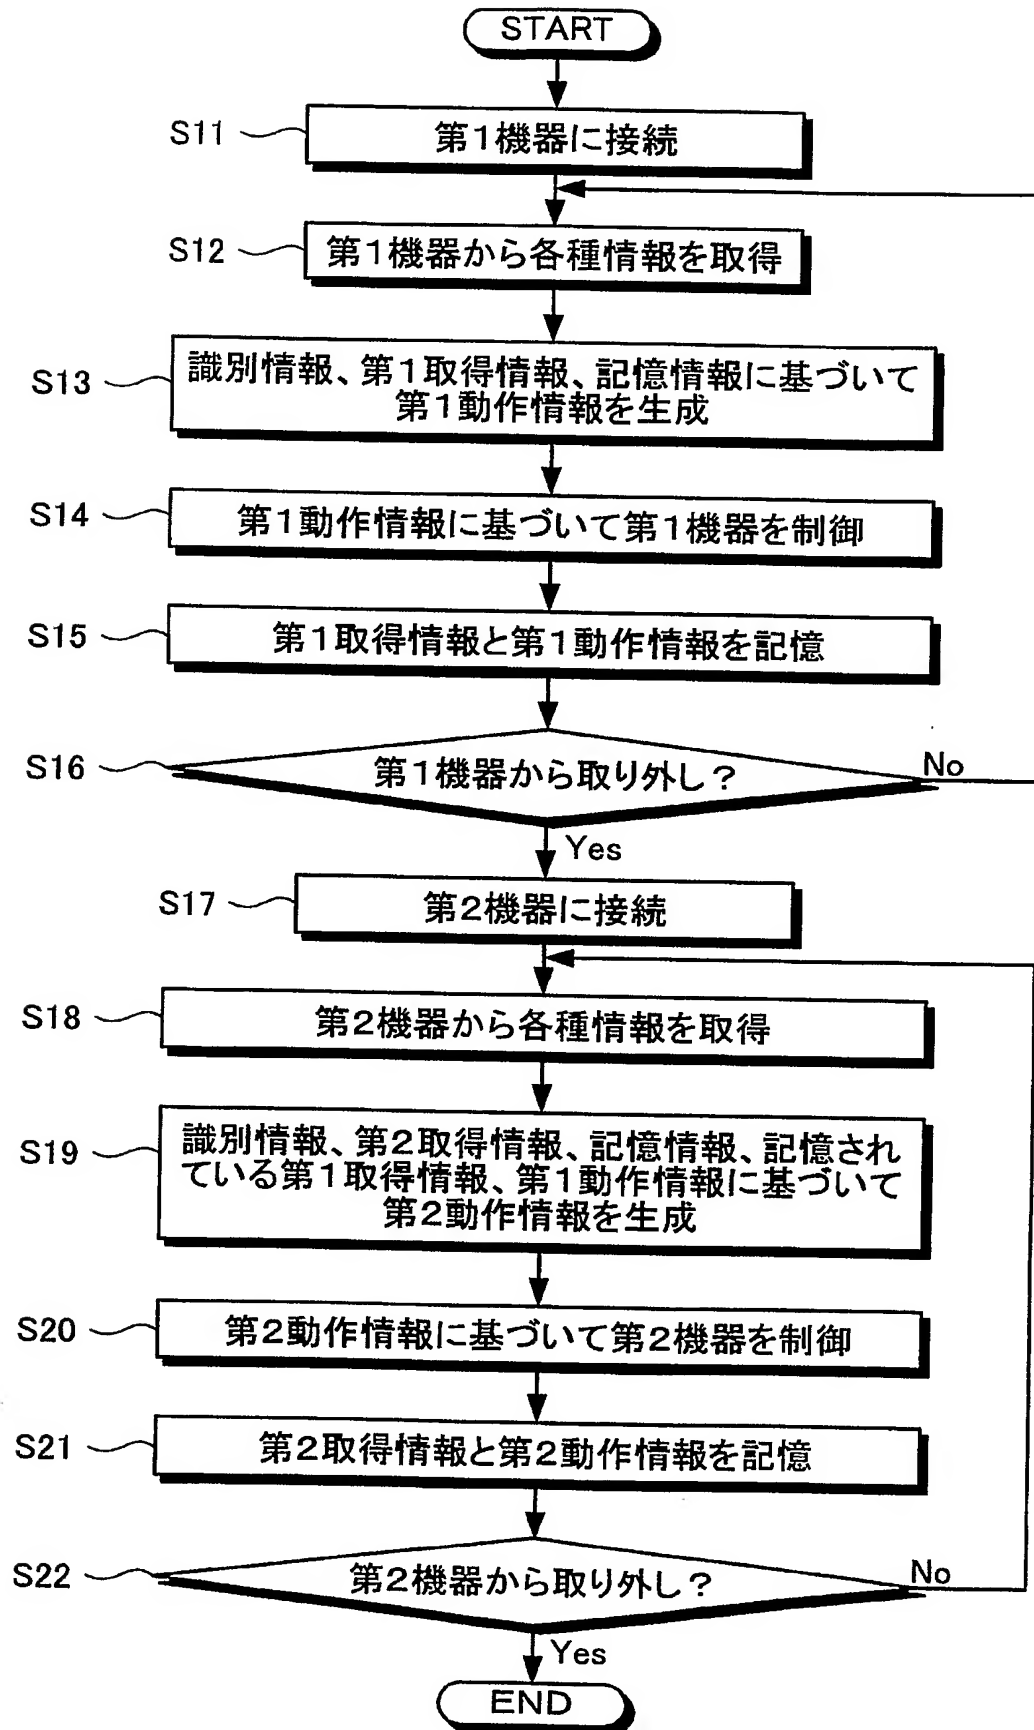 START
S11
第1機器に接続
S12
第1機器から各種情報を取得
S13
識別情報、第1取得情報、記憶情報に基づいて
第1動作情報を生成
S14
第1動作情報に基づいて第1機器を制御
S15
第1取得情報と第1動作情報を記憶
S16
第1機器から取り外し?
No
Yes
S17
第2機器に接続
S18
第2機器から各種情報を取得
S19
識別情報、第2取得情報、記憶情報、記憶され
ている第1取得情報、第1動作情報に基づいて
第2動作情報を生成
S20
第2動作情報に基づいて第2機器を制御
S21
第2取得情報と第2動作情報を記憶
S22
第2機器から取り外し?
No
Yes
END